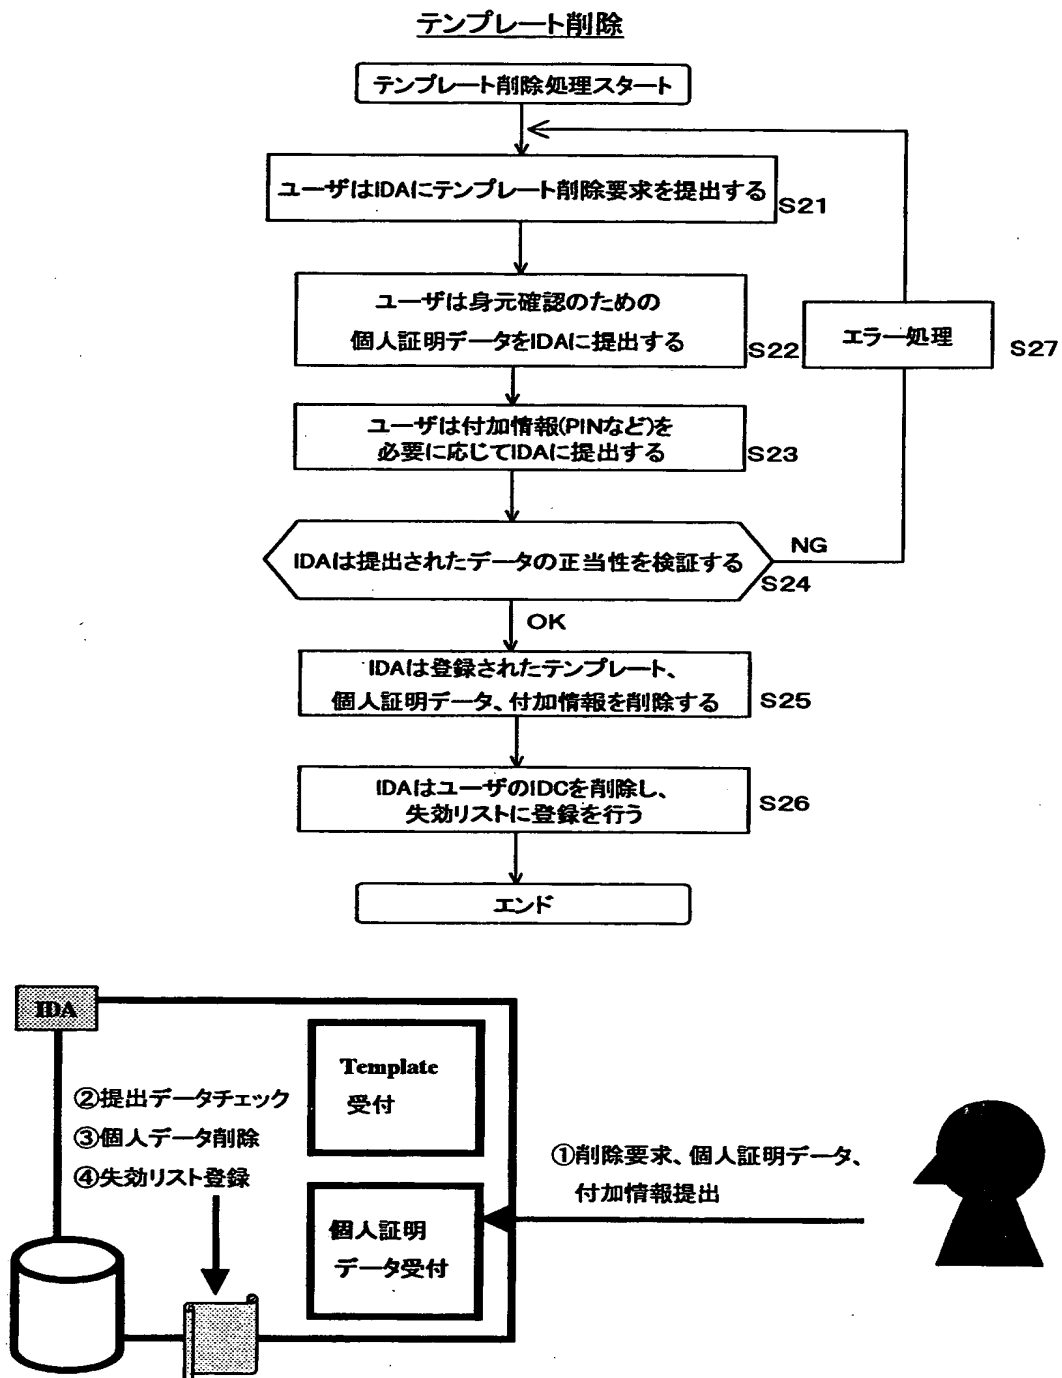 テンプレート削除
テンプレート削除処理スタート
ユーザはIDAにテンプレート削除要求を提出する
S21
ユーザは身元確認のための
個人証明データをIDAに提出する
S22
エラー処理
S27
ユーザは付加情報(PINなど)を
必要に応じてIDAに提出する
S23
IDAは提出されたデータの正当性を検証する
NG
S24
OK
IDAは登録されたテンプレート、
個人証明データ、付加情報を削除する
S25
IDAはユーザのIDCを削除し、
失効リストに登録を行う
S26
エンド
IDA
Template
受付
②提出データチェック
③個人データ削除
④失効リスト登録
①削除要求、個人証明データ、
付加情報提出
個人証明
データ受付